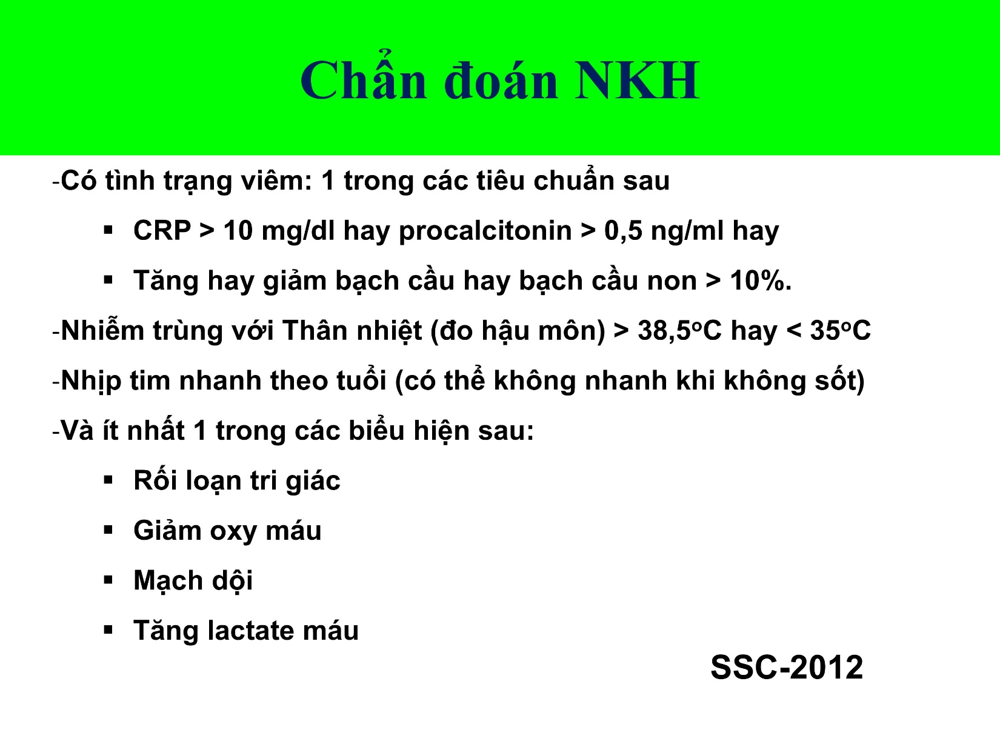 Chẩn đoán NKH
-Có tình trạng viêm: 1 trong các tiêu chuẩn sau
▪ CRP > 10 mg/dl hay procalcitonin > 0,5 ng/ml hay
▪ Tăng hay giảm bạch cầu hay bạch cầu non > 10%.
-Nhiễm trùng với Thân nhiệt (đo hậu môn) > 38,5ᵒC hay < 35ᵒC
-Nhịp tim nhanh theo tuổi (có thể không nhanh khi không sốt)
-Và ít nhất 1 trong các biểu hiện sau:
▪ Rối loạn tri giác
▪ Giảm oxy máu
▪ Mạch dội
▪ Tăng lactate máu
SSC-2012